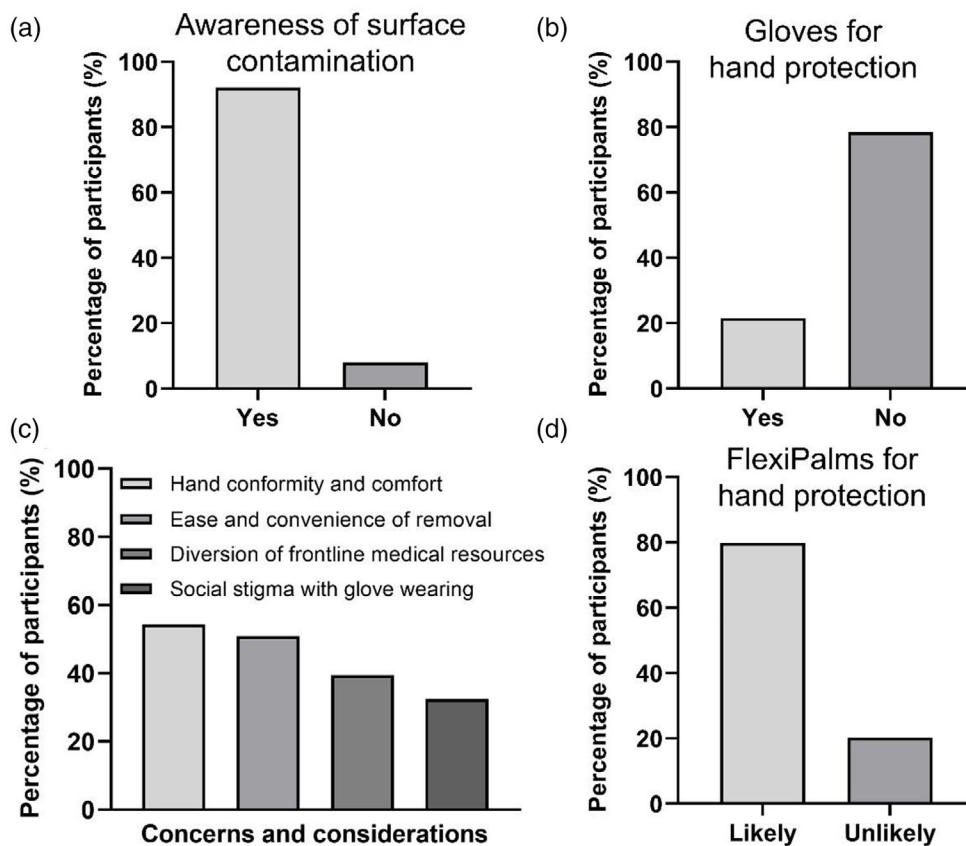 (a)
Awareness of surface
contamination
Percentage of participants (%)
100
80
60
40
20
0
Yes No
(b)
Gloves for
hand protection
Percentage of participants (%)
100
80
60
40
20
0
Yes No
(c)
Percentage of participants (%)
100
80
60
40
20
0
Hand conformity and comfort
Ease and convenience of removal
Diversion of frontline medical resources
Social stigma with glove wearing
Concerns and considerations
(d)
FlexiPalms for
hand protection
Percentage of participants (%)
100
80
60
40
20
0
Likely Unlikely